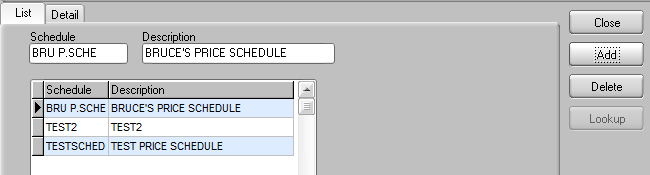 List Detail
Schedule Description
BRU P.SCHE BRUCE'S PRICE SCHEDULE
Schedule Description
BRU P.SCHE BRUCE'S PRICE SCHEDULE
TEST2 TEST2
TESTSCHED TEST PRICE SCHEDULE
Close
Add
Delete
Lookup